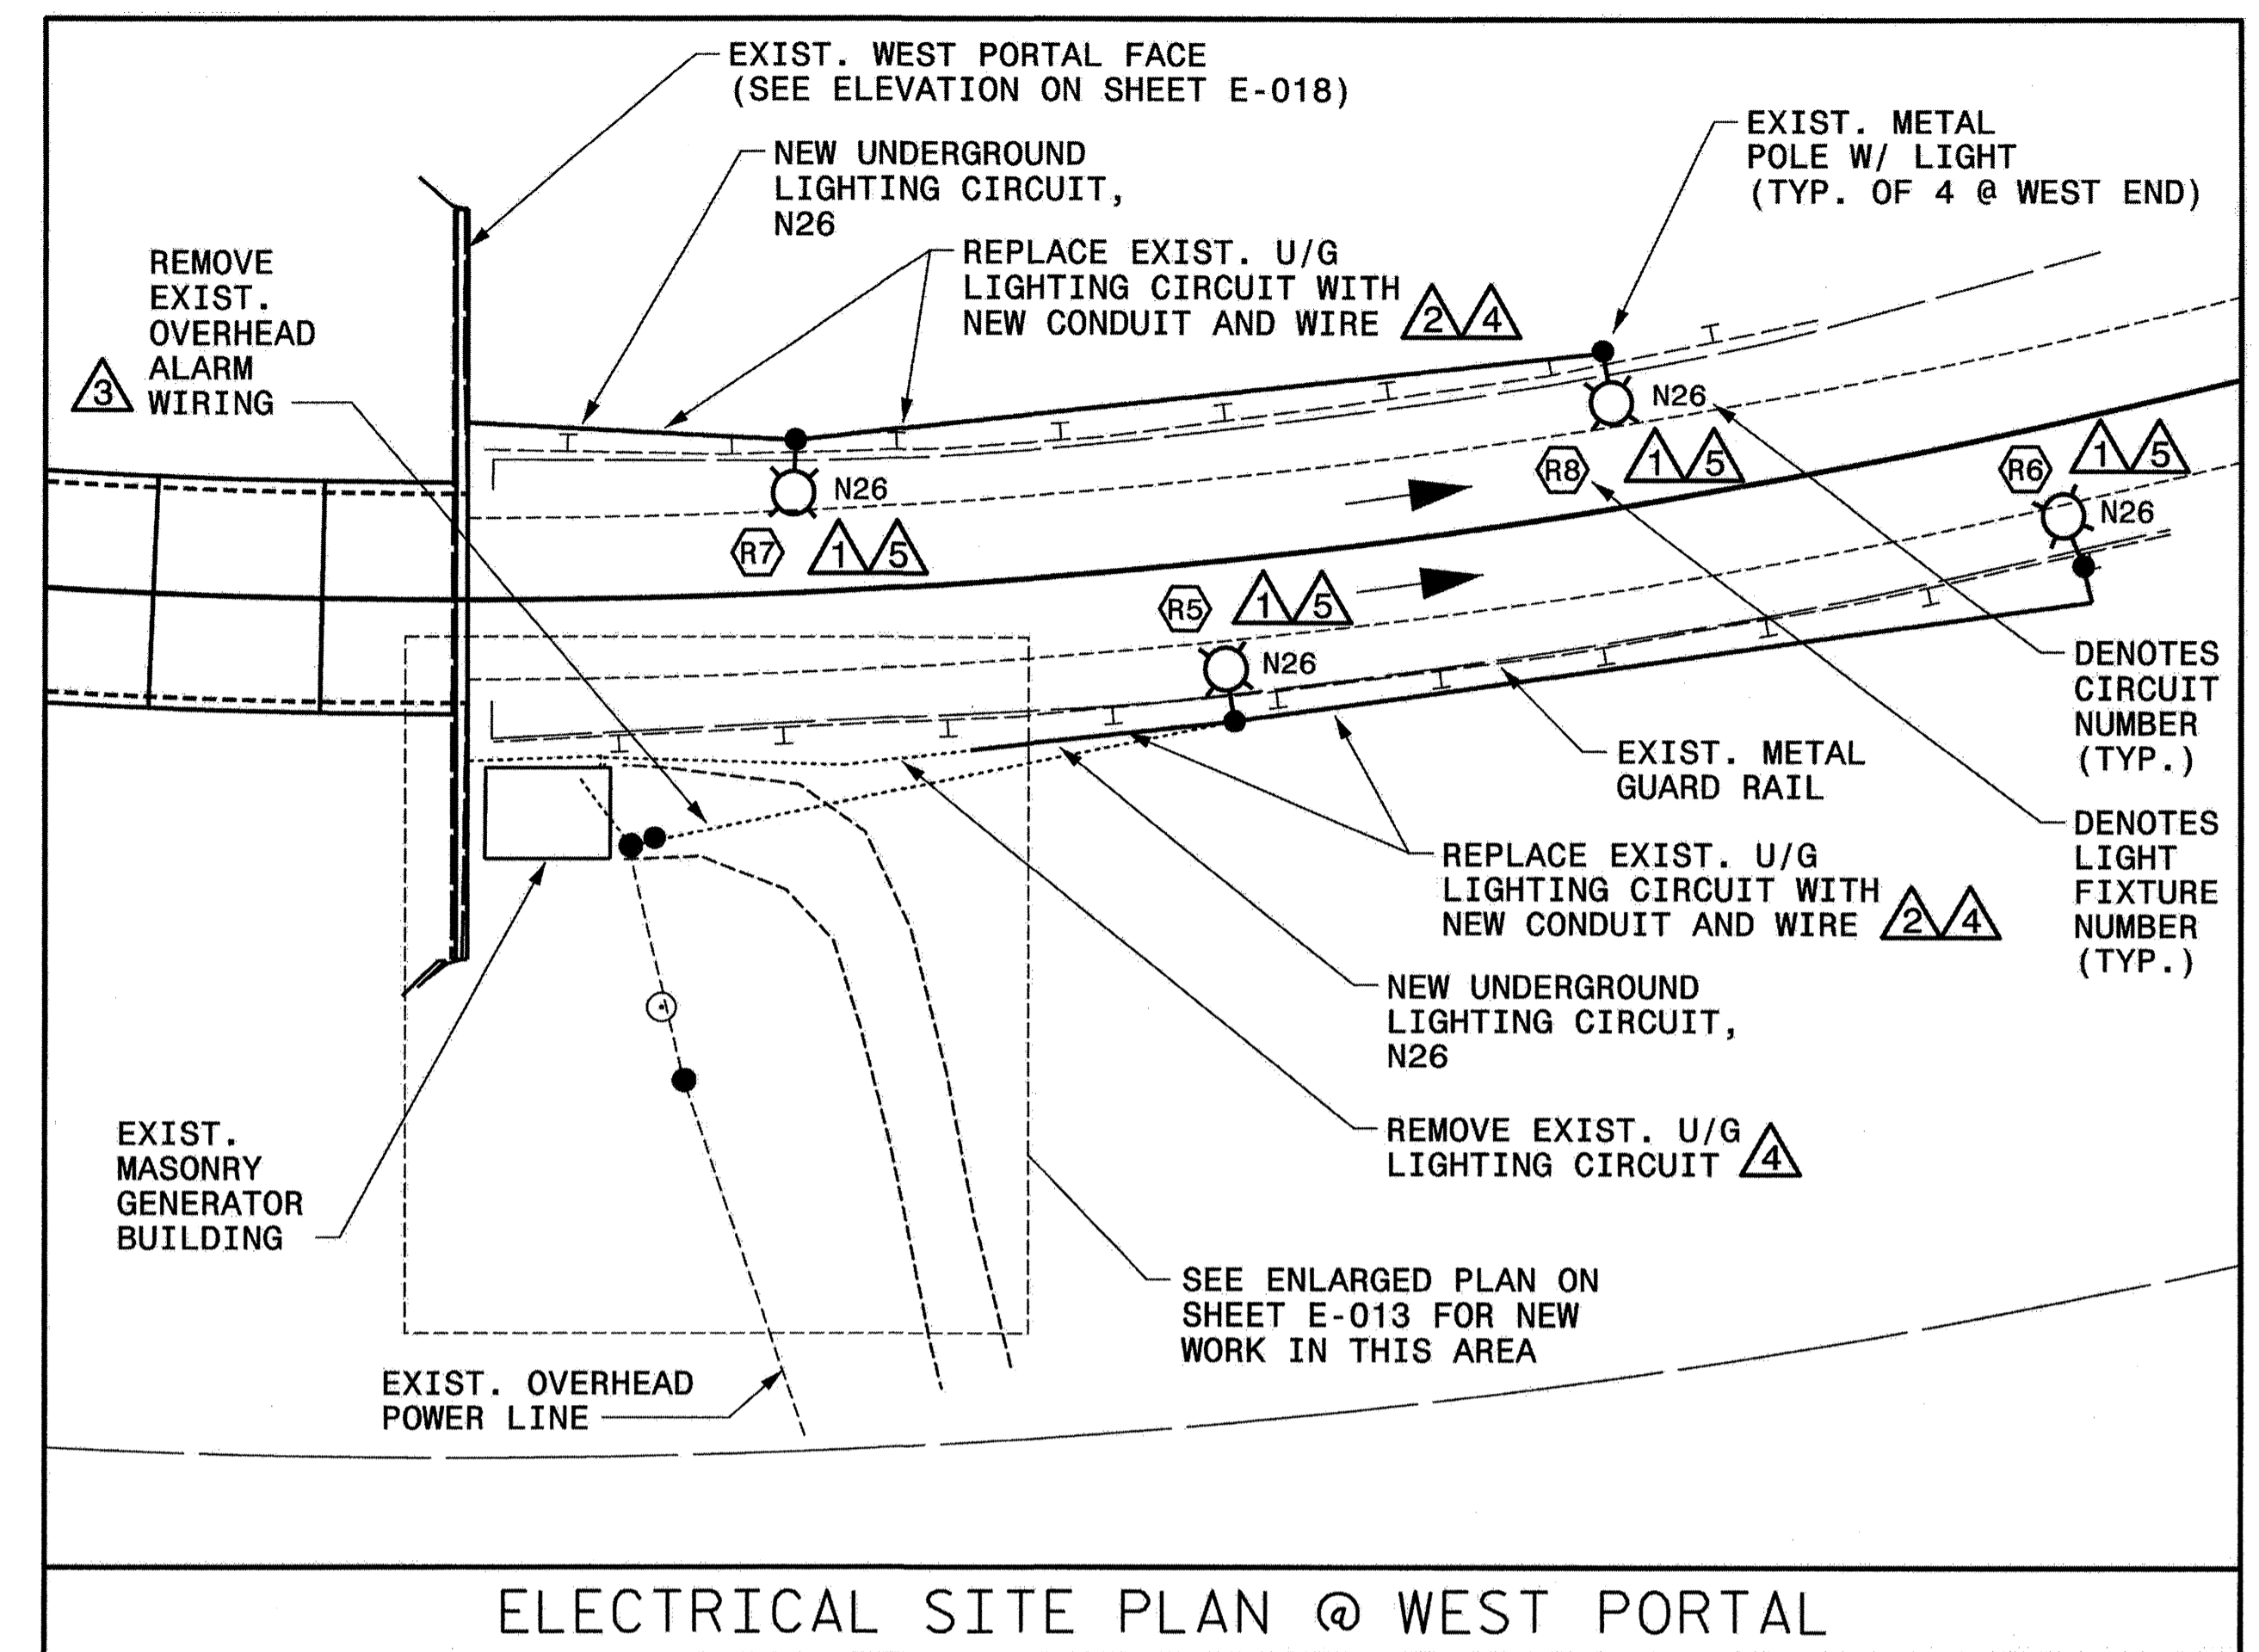 EXIST. WEST PORTAL FACE
(SEE ELEVATION ON SHEET E-018)
NEW UNDERGROUND
LIGHTING CIRCUIT,
N26
EXIST. METAL
POLE W/ LIGHT
(TYP. OF 4 @ WEST END)
REPLACE EXIST. U/G
LIGHTING CIRCUIT WITH
NEW CONDUIT AND WIRE 2 4
REMOVE
EXIST.
OVERHEAD
ALARM
3 WIRING
N26
R8 1 5
R6 1 5
N26
N26
R7 1 5
R5 1 5
N26
DENOTES
CIRCUIT
NUMBER
(TYP.)
EXIST. METAL
GUARD RAIL
DENOTES
LIGHT
FIXTURE
NUMBER
(TYP.)
REPLACE EXIST. U/G
LIGHTING CIRCUIT WITH
NEW CONDUIT AND WIRE 2 4
NEW UNDERGROUND
LIGHTING CIRCUIT,
N26
REMOVE EXIST. U/G
LIGHTING CIRCUIT 4
EXIST.
MASONRY
GENERATOR
BUILDING
SEE ENLARGED PLAN ON
SHEET E-013 FOR NEW
WORK IN THIS AREA
EXIST. OVERHEAD
POWER LINE
ELECTRICAL SITE PLAN @ WEST PORTAL